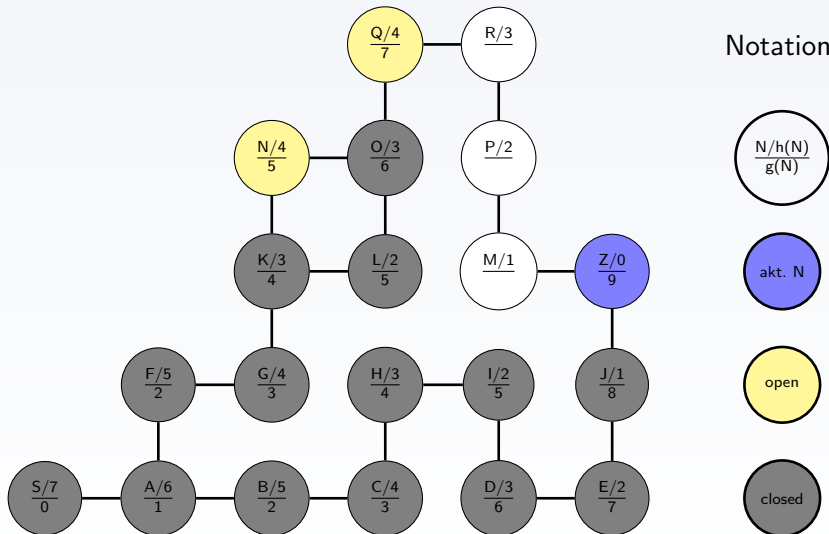 Q/4
7
R/3
Notation
N/4
5
O/3
6
P/2
N/h(N)
g(N)
K/3
4
L/2
5
M/1
Z/0
9
akt. N
F/5
2
G/4
3
H/3
4
I/2
5
J/1
8
open
S/7
0
A/6
1
B/5
2
C/4
3
D/3
6
E/2
7
closed